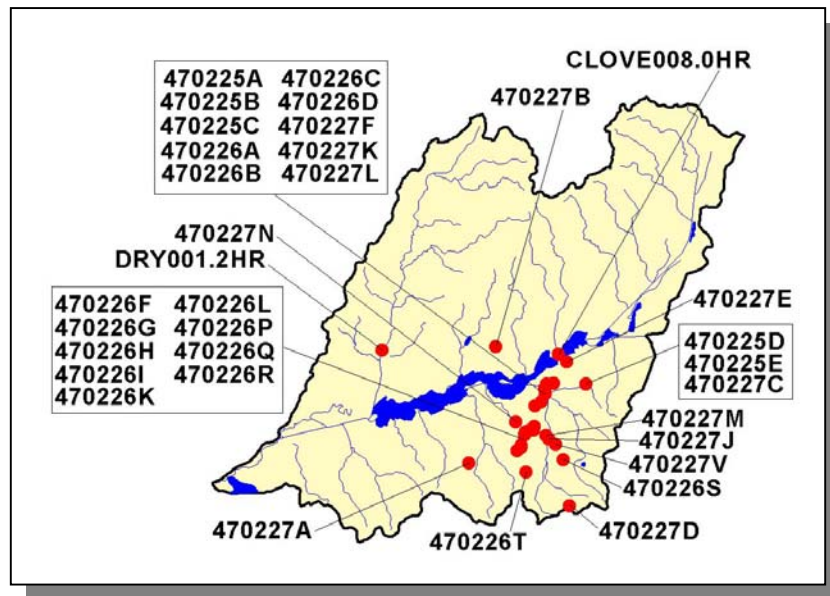 CLOVE008.0HR
470225A 470226C
470225B 470226D
470225C 470227F
470226A 470227K
470226B 470227L
470227B
470227N
DRY001.2HR
470226F 470226L
470226G 470226P
470226H 470226Q
470226I 470226R
470226K
470227E
470225D
470225E
470227C
470227M
470227J
470227V
470226S
470227A
470226T
470227D